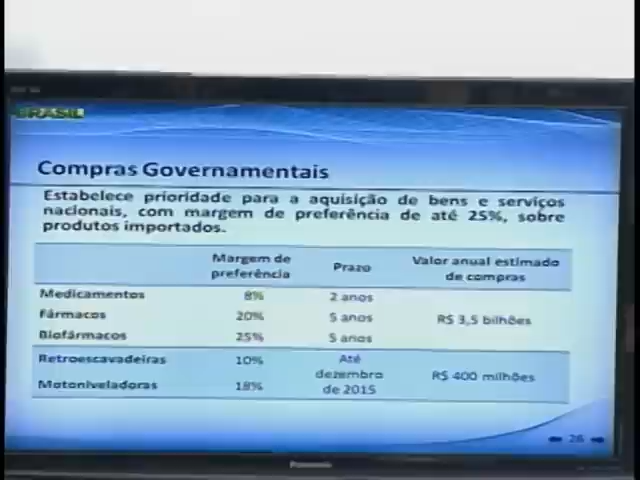 BRASIL
Compras Governamentais
Estabelece prioridade para a aquisição de bens e serviços
nacionais, com margem de preferência de até 25%, sobre
produtos importados.
Margem de preferência Prazo Valor anual estimado de compras
Medicamentos 8% 2 anos
Fármacos 20% 5 anos R$ 3,5 bilhões
Biofármacos 25% 5 anos
Retroescavadeiras 10% Até dezembro de 2015 R$ 400 milhões
Motoniveladoras 18%
26
Panasonic